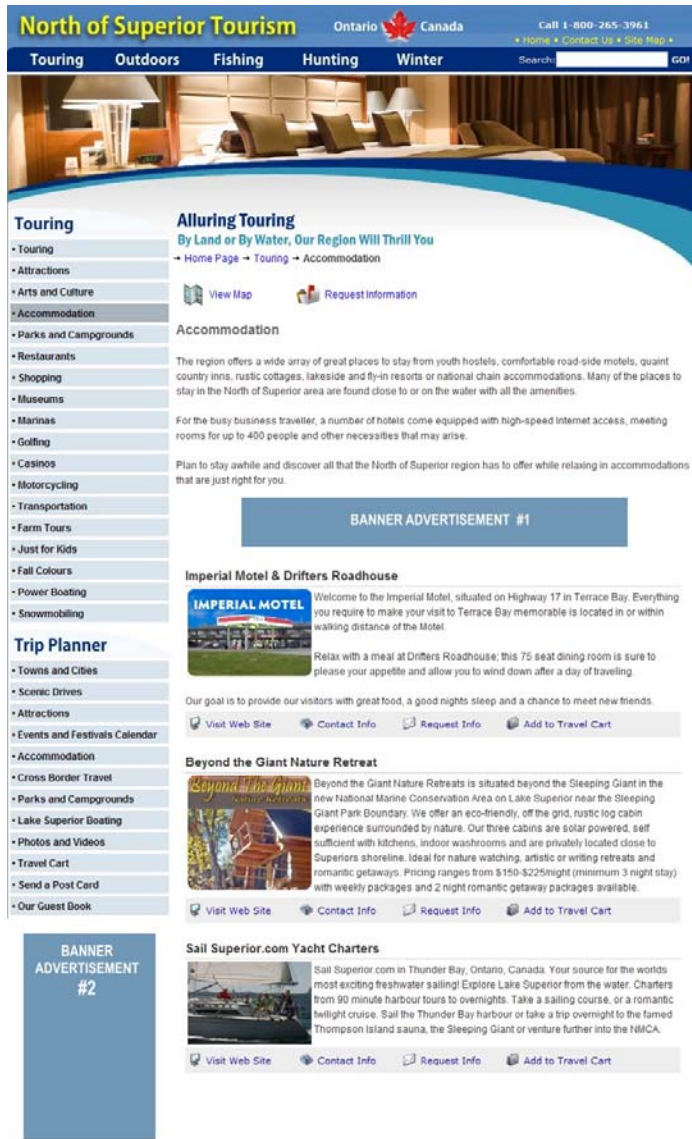 North of Superior Tourism
Ontario Canada
Call 1-800-265-3961
• Home • Contact Us • Site Map •
Touring Outdoors Fishing Hunting Winter
Search: GO!
Touring
• Touring
• Attractions
• Arts and Culture
• Accommodation
• Parks and Campgrounds
• Restaurants
• Shopping
• Museums
• Marinas
• Golfing
• Casinos
• Motorcycling
• Transportation
• Farm Tours
• Just for Kids
• Fall Colours
• Power Boating
• Snowmobiling
Trip Planner
• Towns and Cities
• Scenic Drives
• Attractions
• Events and Festivals Calendar
• Accommodation
• Cross Border Travel
• Parks and Campgrounds
• Lake Superior Boating
• Photos and Videos
• Travel Cart
• Send a Post Card
• Our Guest Book
BANNER
ADVERTISEMENT
#2
Alluring Touring
By Land or By Water, Our Region Will Thrill You
→ Home Page → Touring → Accommodation
View Map Request Information
Accommodation
The region offers a wide array of great places to stay from youth hostels, comfortable road-side motels, quaint
country inns, rustic cottages, lakeside and fly-in resorts or national chain accommodations. Many of the places to
stay in the North of Superior area are found close to or on the water with all the amenities.
For the busy business traveller, a number of hotels come equipped with high-speed Internet access, meeting
rooms for up to 400 people and other necessities that may arise.
Plan to stay awhile and discover all that the North of Superior region has to offer while relaxing in accommodations
that are just right for you.
BANNER ADVERTISEMENT #1
Imperial Motel & Drifters Roadhouse
IMPERIAL MOTEL
Welcome to the Imperial Motel, situated on Highway 17 in Terrace Bay. Everything
you require to make your visit to Terrace Bay memorable is located in or within
walking distance of the Motel.
Relax with a meal at Drifters Roadhouse; this 75 seat dining room is sure to
please your appetite and allow you to wind down after a day of traveling.
Our goal is to provide our visitors with great food, a good nights sleep and a chance to meet new friends.
Visit Web Site Contact Info Request Info Add to Travel Cart
Beyond the Giant Nature Retreat
Beyond The Giant
Nature Retreats
Beyond the Giant Nature Retreats is situated beyond the Sleeping Giant in the
new National Marine Conservation Area on Lake Superior near the Sleeping
Giant Park Boundary. We offer an eco-friendly, off the grid, rustic log cabin
experience surrounded by nature. Our three cabins are solar powered, self
sufficient with kitchens, indoor washrooms and are privately located close to
Superiors shoreline. Ideal for nature watching, artistic or writing retreats and
romantic getaways. Pricing ranges from $150-$225/night (minimum 3 night stay)
with weekly packages and 2 night romantic getaway packages available.
Visit Web Site Contact Info Request Info Add to Travel Cart
Sail Superior.com Yacht Charters
Sail Superior.com in Thunder Bay, Ontario, Canada. Your source for the worlds
most exciting freshwater sailing! Explore Lake Superior from the water. Charters
from 90 minute harbour tours to overnights. Take a sailing course, or a romantic
twilight cruise. Sail the Thunder Bay harbour or take a trip overnight to the famed
Thompson Island sauna, the Sleeping Giant or venture further into the NMCA.
Visit Web Site Contact Info Request Info Add to Travel Cart